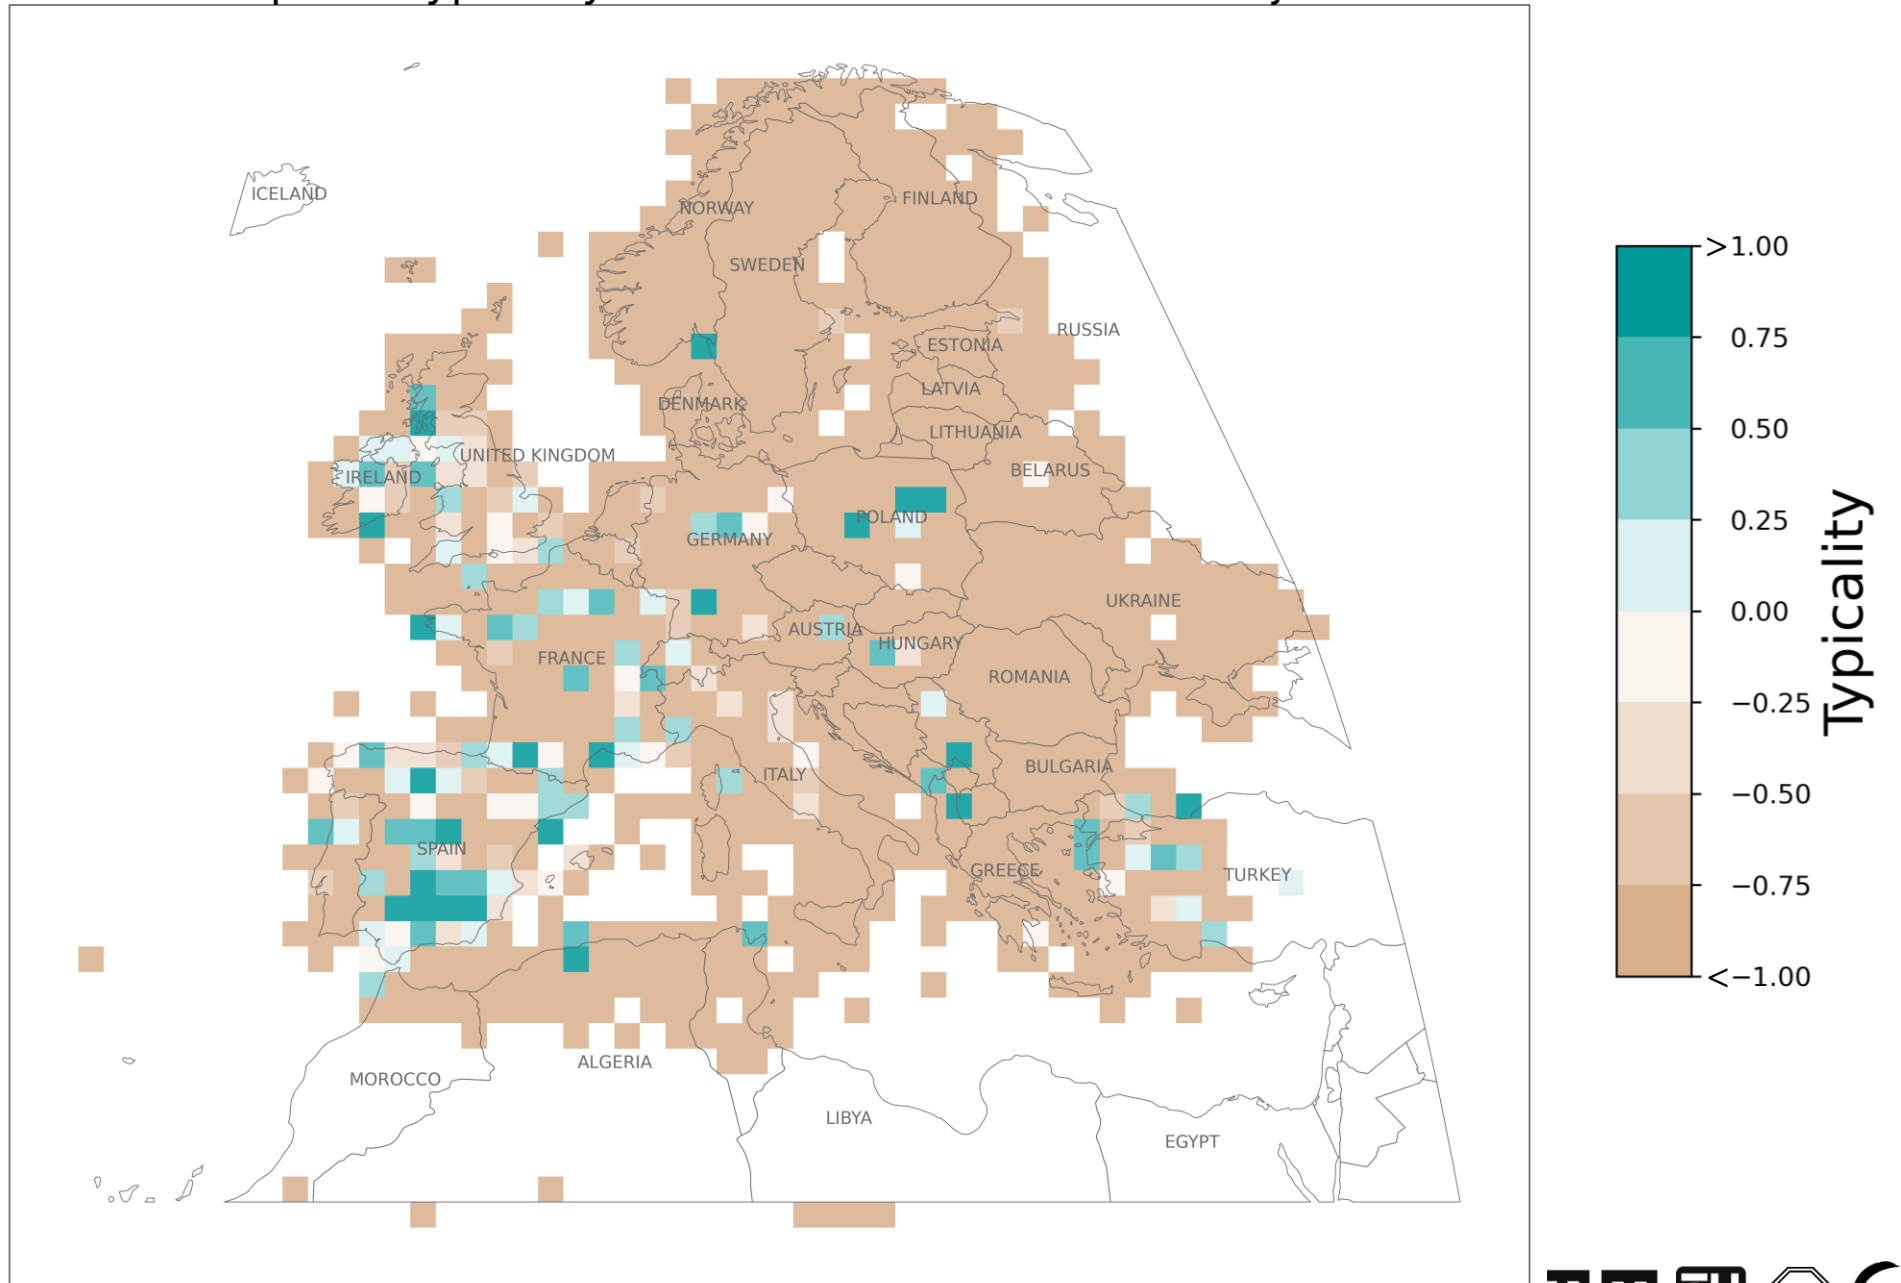 ICELAND
NORWAY
FINLAND
SWEDEN
RUSSIA
ESTONIA
LATVIA
DENMARK
LITHUANIA
UNITED KINGDOM
BELARUS
IRELAND
POLAND
GERMANY
UKRAINE
AUSTRIA
HUNGARY
FRANCE
ROMANIA
ITALY
BULGARIA
SPAIN
GREECE
TURKEY
ALGERIA
MOROCCO
LIBYA
EGYPT
>1.00
0.75
0.50
0.25
0.00
−0.25
−0.50
−0.75
<−1.00
Typicality